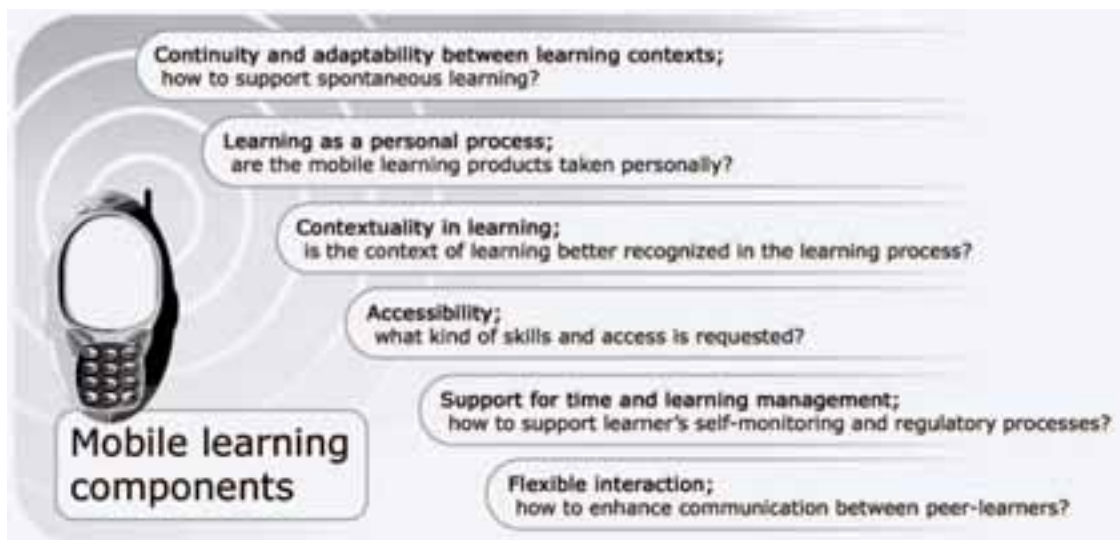 Continuity and adaptability between learning contexts;
how to support spontaneous learning?
Learning as a personal process;
are the mobile learning products taken personally?
Contextuality in learning;
is the context of learning better recognized in the learning process?
Accessibility;
what kind of skills and access is requested?
Support for time and learning management;
how to support learner's self-monitoring and regulatory processes?
Flexible interaction;
how to enhance communication between peer-learners?
Mobile learning
components